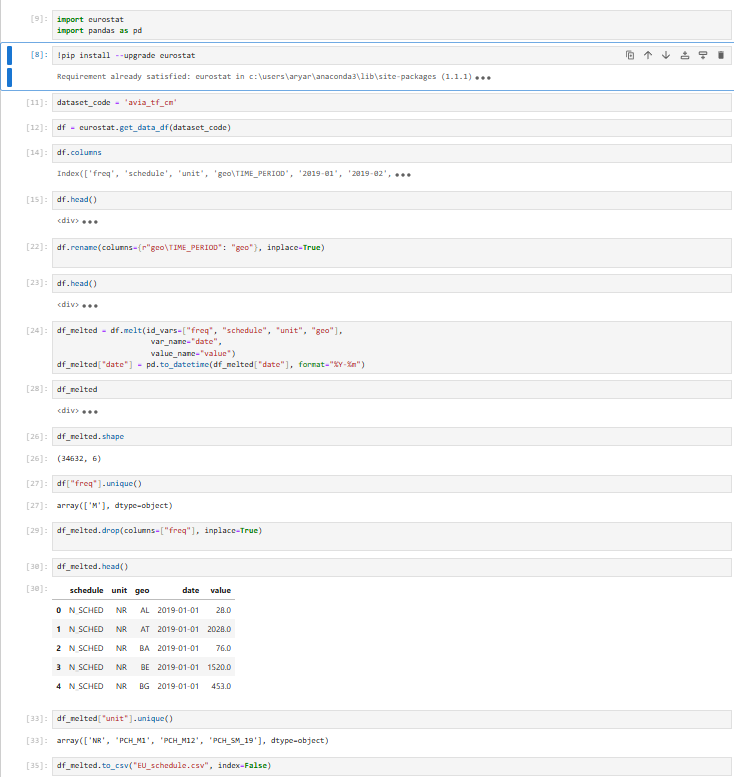 [9]: import eurostat
import pandas as pd
[8]: !pip install --upgrade eurostat
Requirement already satisfied: eurostat in c:\users\aryar\anaconda3\lib\site-packages (1.1.1) •••
[11]: dataset_code = 'avia_tf_cm'
[12]: df = eurostat.get_data_df(dataset_code)
[14]: df.columns
Index(['freq', 'schedule', 'unit', 'geo\TIME_PERIOD', '2019-01', '2019-02', •••
[15]: df.head()
<div> •••
[22]: df.rename(columns={r"geo\TIME_PERIOD": "geo"}, inplace=True)
[23]: df.head()
<div> •••
[24]: df_melted = df.melt(id_vars=["freq", "schedule", "unit", "geo"],
var_name="date",
value_name="value")
df_melted["date"] = pd.to_datetime(df_melted["date"], format="%Y-%m")
[28]: df_melted
<div> •••
[26]: df_melted.shape
[26]: (34632, 6)
[27]: df["freq"].unique()
[27]: array(['M'], dtype=object)
[29]: df_melted.drop(columns=["freq"], inplace=True)
[30]: df_melted.head()
[30]: schedule unit geo date value
0 N_SCHED NR AL 2019-01-01 28.0
1 N_SCHED NR AT 2019-01-01 2028.0
2 N_SCHED NR BA 2019-01-01 76.0
3 N_SCHED NR BE 2019-01-01 1520.0
4 N_SCHED NR BG 2019-01-01 453.0
[33]: df_melted["unit"].unique()
[33]: array(['NR', 'PCH_M1', 'PCH_M12', 'PCH_SM_19'], dtype=object)
[35]: df_melted.to_csv("EU_schedule.csv", index=False)